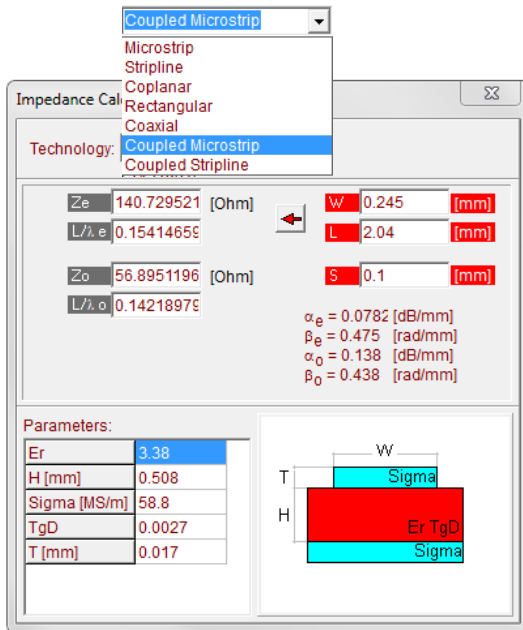 Coupled Microstrip
Microstrip
Stripline
Coplanar
Rectangular
Coaxial
Coupled Microstrip
Coupled Stripline
Impedance Cal
Technology:
Ze 140.729521 [Ohm] W 0.245 [mm]
L/λ e 0.15414659 L 2.04 [mm]
Zo 56.8951196 [Ohm] S 0.1 [mm]
L/λ o 0.14218979
αe = 0.0782 [dB/mm]
βe = 0.475 [rad/mm]
αo = 0.138 [dB/mm]
βo = 0.438 [rad/mm]
Parameters:
Er 3.38
H [mm] 0.508
Sigma [MS/m] 58.8
TgD 0.0027
T [mm] 0.017
W
T Sigma
H
Er TgD
Sigma